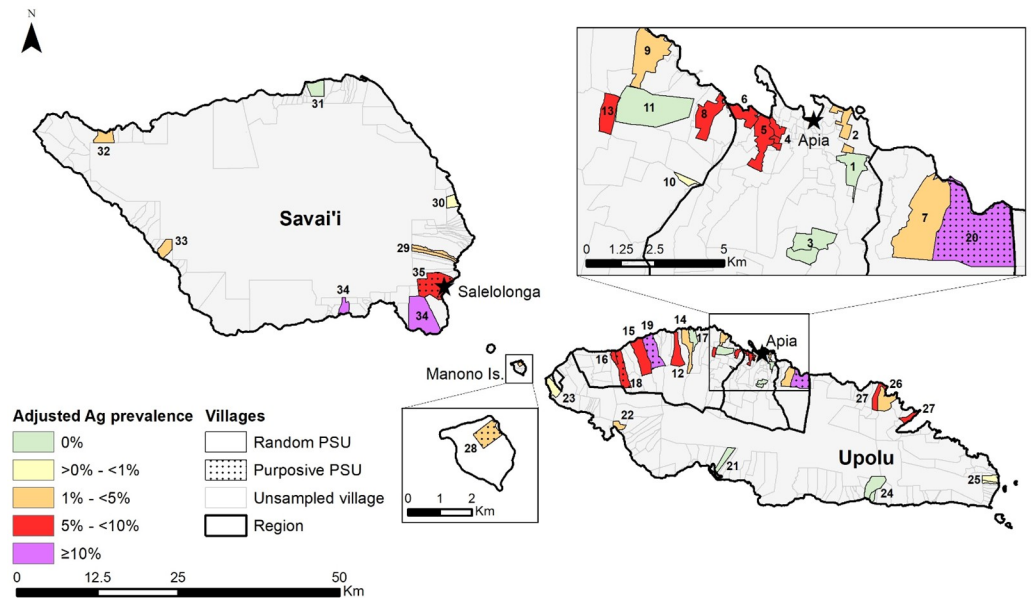 N
31
32
30
Savai'i
33
29
35
34
Salelolonga
34
9
13
11
8
6
5
4
Apia
2
1
10
3
7
20
0 1.25 2.5 5
Km
Manono Is.
28
0 1 2
Km
16
15
19
14
17
12
18
Apia
23
22
27
26
27
21
24
25
Upolu
Adjusted Ag prevalence
0%
>0% - <1%
1% - <5%
5% - <10%
≥10%
Villages
Random PSU
Purposive PSU
Unsampled village
Region
0 12.5 25 50
Km